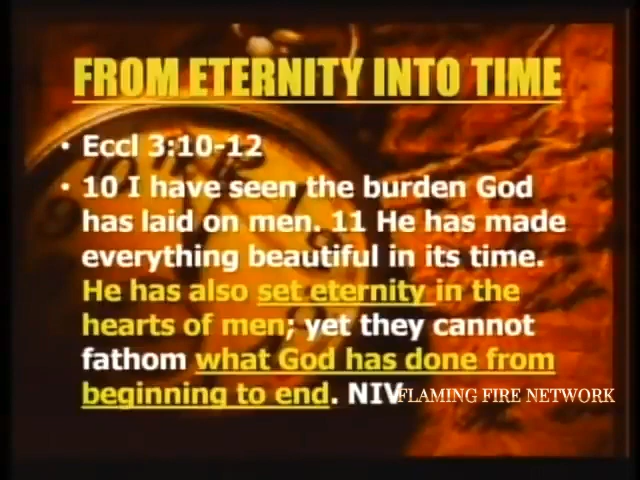 FROM ETERNITY INTO TIME
• Eccl 3:10-12
• 10 I have seen the burden God
has laid on men. 11 He has made
everything beautiful in its time.
He has also set eternity in the
hearts of men; yet they cannot
fathom what God has done from
beginning to end. NIV
FLAMING FIRE NETWORK